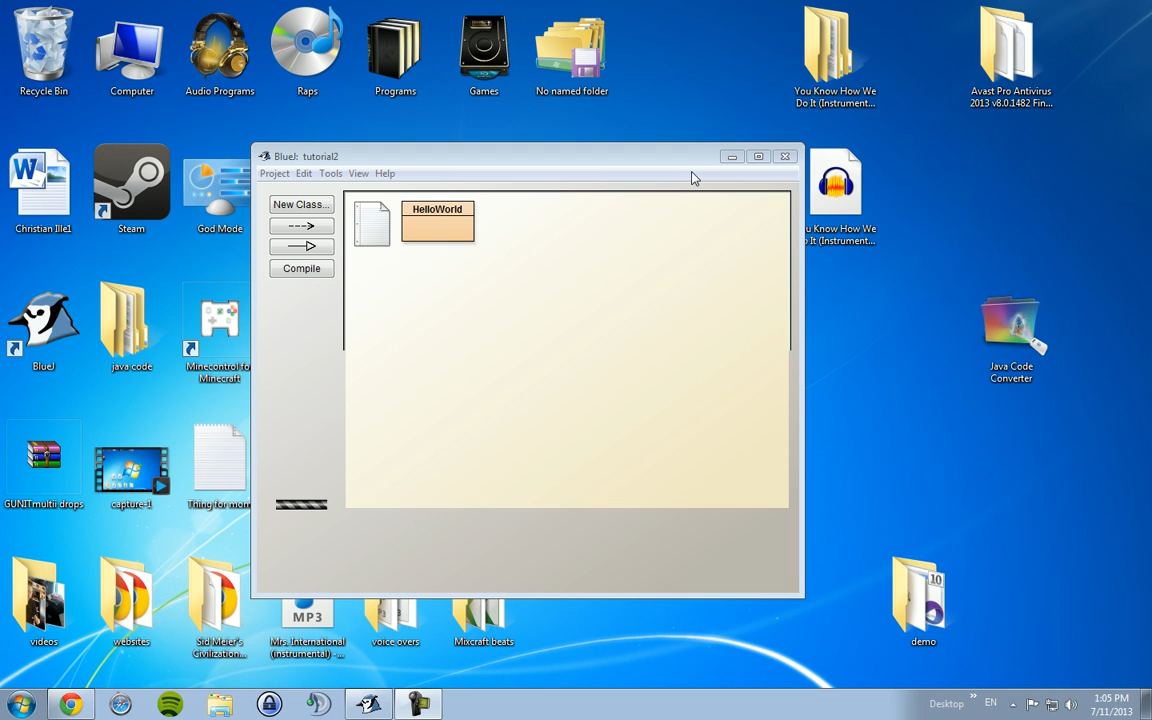 Recycle Bin
Computer
Audio Programs
Raps
Programs
Games
No named folder
You Know How We
Do It (Instrument...
Avast Pro Antivirus
2013 v8.0.1482 Fin...
BlueJ: tutorial2
Project Edit Tools View Help
New Class...
HelloWorld
Compile
W
Christian Ille1
Steam
God Mode
u Know How We
o It (Instrument...
BlueJ
java code
Minecontrol fo
Minecraft
Java Code
Converter
GUNITmultii drops
capture-1
Thing for mom
MP3
10
videos
websites
Sid Meier's
Civilization...
Mrs. International
(instrumental) -...
voice overs
Mixcraft beats
demo
Desktop
EN
1:05 PM
7/11/2013